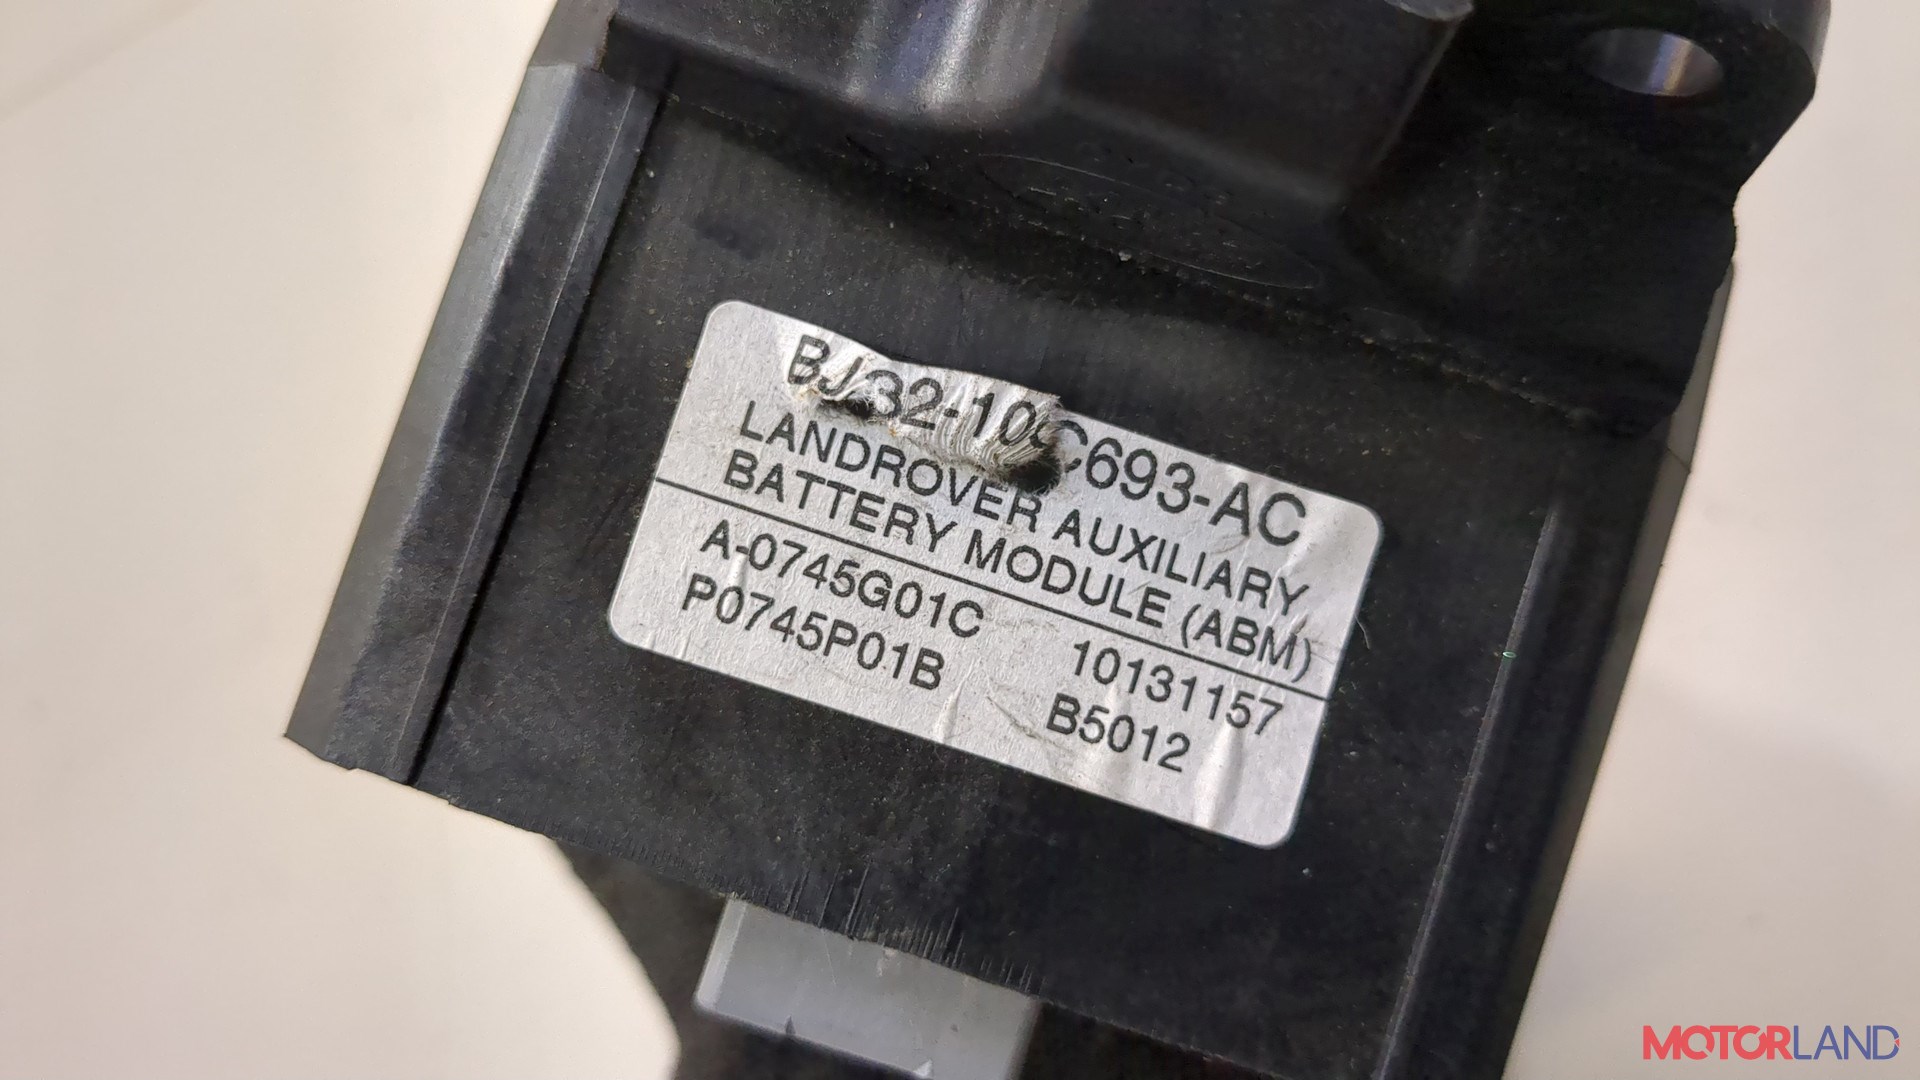 BJ32-10C693-AC
LANDROVER AUXILIARY
BATTERY MODULE (ABM)
A-0745G01C 10131157
P0745P01B B5012
MOTORLAND